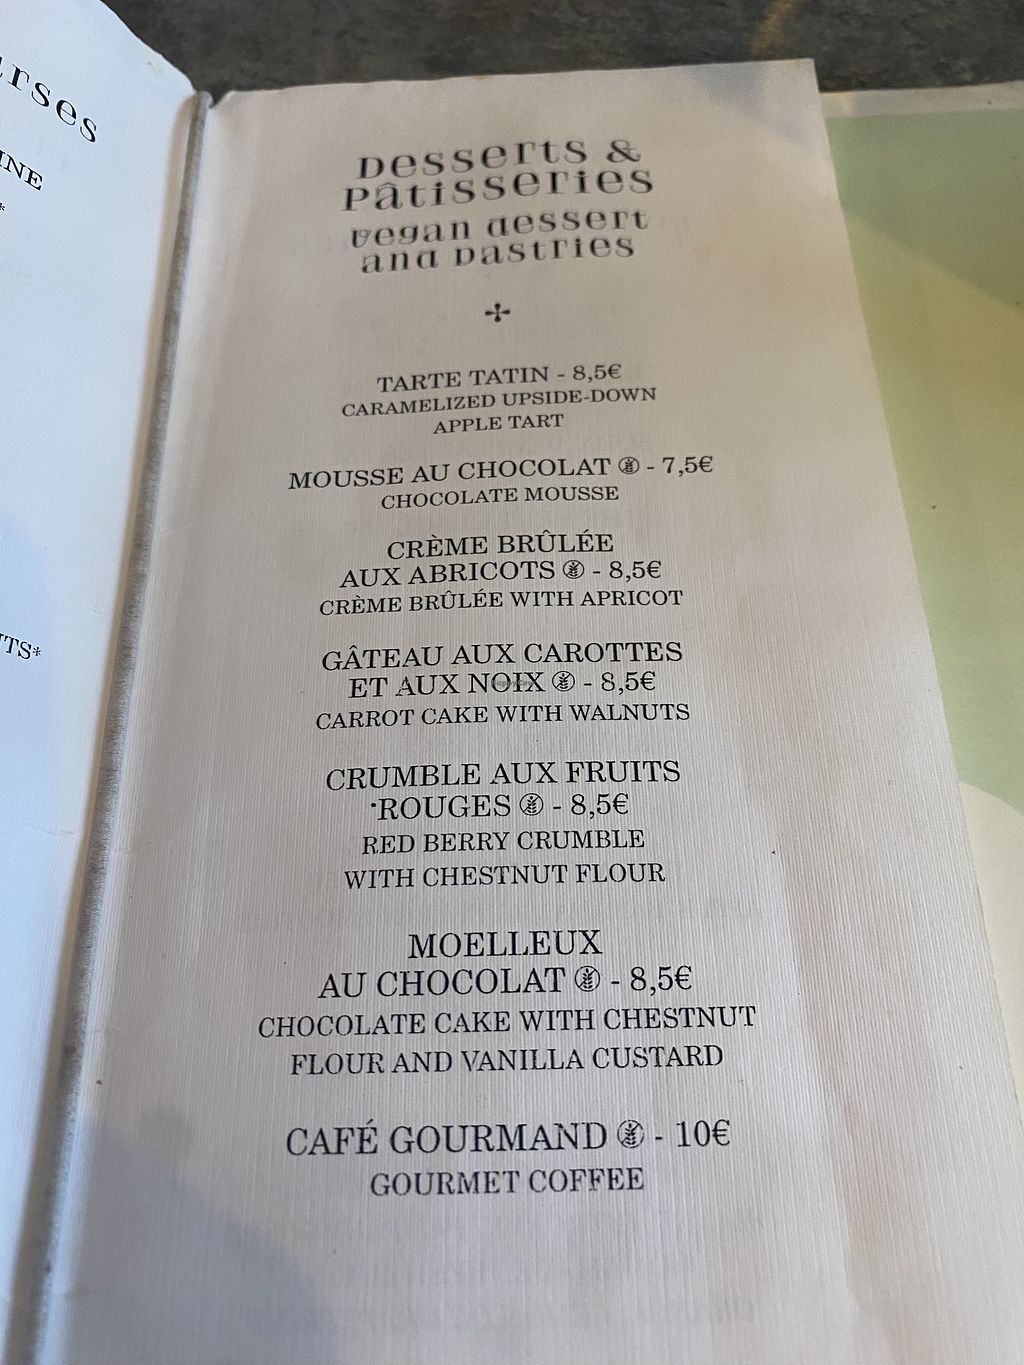 urses
INE
*
UTS*
Desserts &
Pâtisseries
vegan dessert
and pastries
TARTE TATIN - 8,5€
CARAMELIZED UPSIDE-DOWN
APPLE TART
MOUSSE AU CHOCOLAT - 7,5€
CHOCOLATE MOUSSE
CRÈME BRÛLÉE
AUX ABRICOTS - 8,5€
CRÈME BRÛLÉE WITH APRICOT
GÂTEAU AUX CAROTTES
ET AUX NOIX - 8,5€
CARROT CAKE WITH WALNUTS
CRUMBLE AUX FRUITS
ROUGES - 8,5€
RED BERRY CRUMBLE
WITH CHESTNUT FLOUR
MOELLEUX
AU CHOCOLAT - 8,5€
CHOCOLATE CAKE WITH CHESTNUT
FLOUR AND VANILLA CUSTARD
CAFÉ GOURMAND - 10€
GOURMET COFFEE